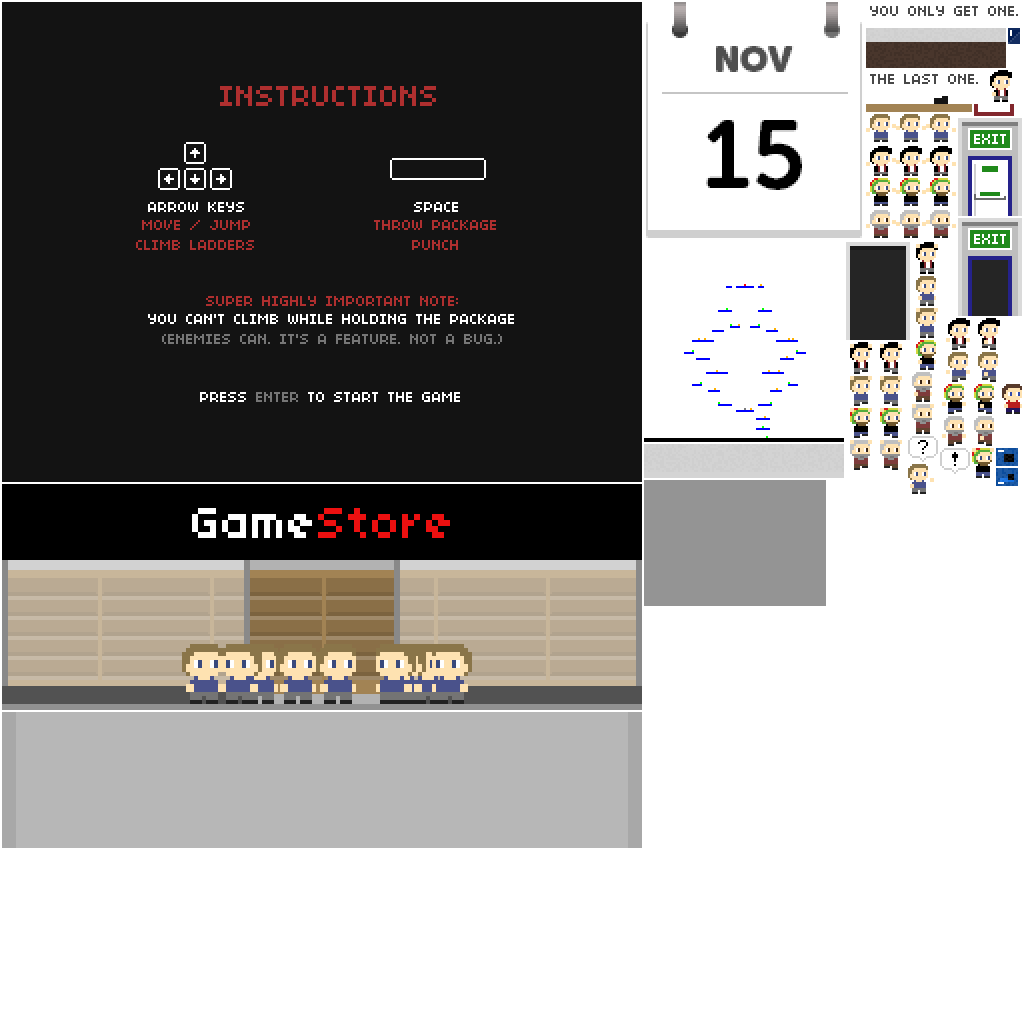 INSTRUCTIONS
ARROW KEYS
MOVE / JUMP
CLIMB LADDERS
SPACE
THROW PACKAGE
PUNCH
SUPER HIGHLY IMPORTANT NOTE:
YOU CAN'T CLIMB WHILE HOLDING THE PACKAGE
(ENEMIES CAN. IT'S A FEATURE. NOT A BUG.)
PRESS ENTER TO START THE GAME
NOV
15
YOU ONLY GET ONE.
THE LAST ONE.
EXIT
EXIT
?
!
GameStore